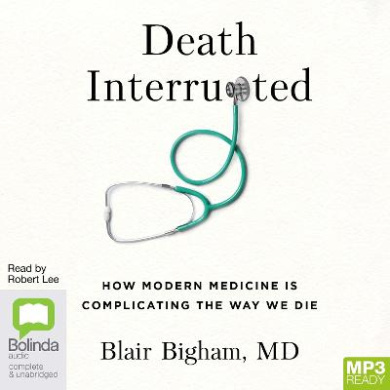 Death
Interrupted
Read by
Robert Lee
HOW MODERN MEDICINE IS
COMPLICATING THE WAY WE DIE
Bolinda
audio
complete
& unabridged
Blair Bigham, MD
MP3
READY